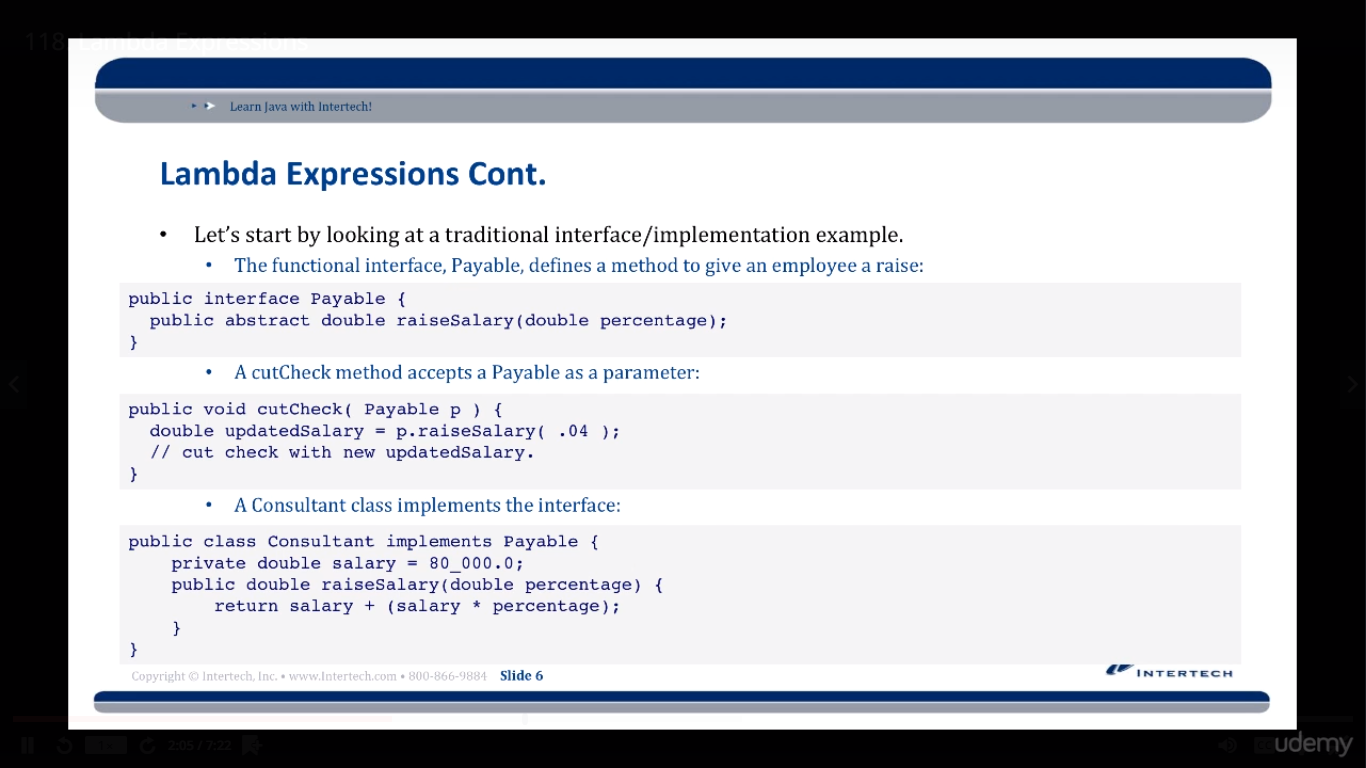 118. Lambda Expressions
Learn Java with Intertech!
Lambda Expressions Cont.
• Let’s start by looking at a traditional interface/implementation example.
• The functional interface, Payable, defines a method to give an employee a raise:
public interface Payable {
public abstract double raiseSalary(double percentage);
}
• A cutCheck method accepts a Payable as a parameter:
public void cutCheck( Payable p ) {
double updatedSalary = p.raiseSalary( .04 );
// cut check with new updatedSalary.
}
• A Consultant class implements the interface:
public class Consultant implements Payable {
private double salary = 80_000.0;
public double raiseSalary(double percentage) {
return salary + (salary * percentage);
}
}
Copyright © Intertech, Inc. • www.Intertech.com • 800-866-9884 Slide 6
INTERTECH
2:05 / 7:22
udemy